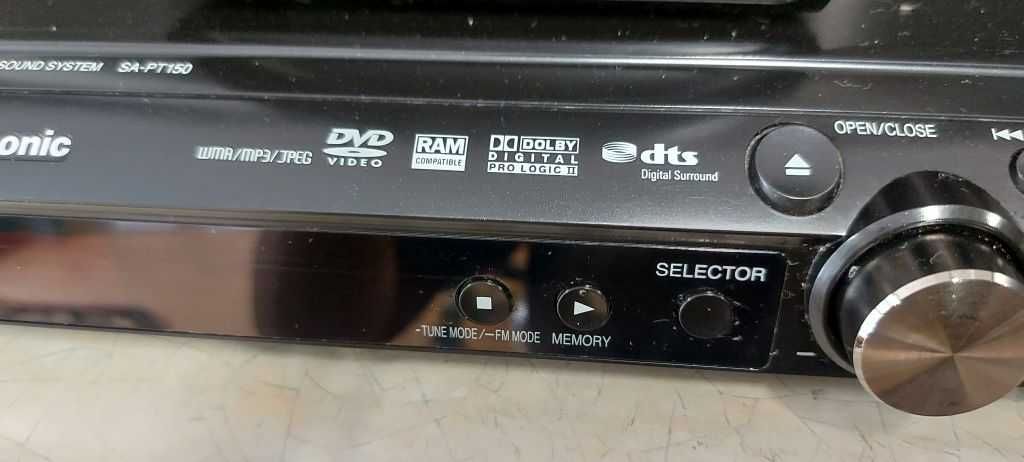 SOUND SYSTEM SA-PT150
onic
WMA/MP3/JPEG
DVD
VIDEO
RAM
COMPATIBLE
DOLBY
DIGITAL
PRO LOGIC II
dts
Digital Surround
OPEN/CLOSE
SELECTOR
-TUNE MODE/—FM MODE
MEMORY